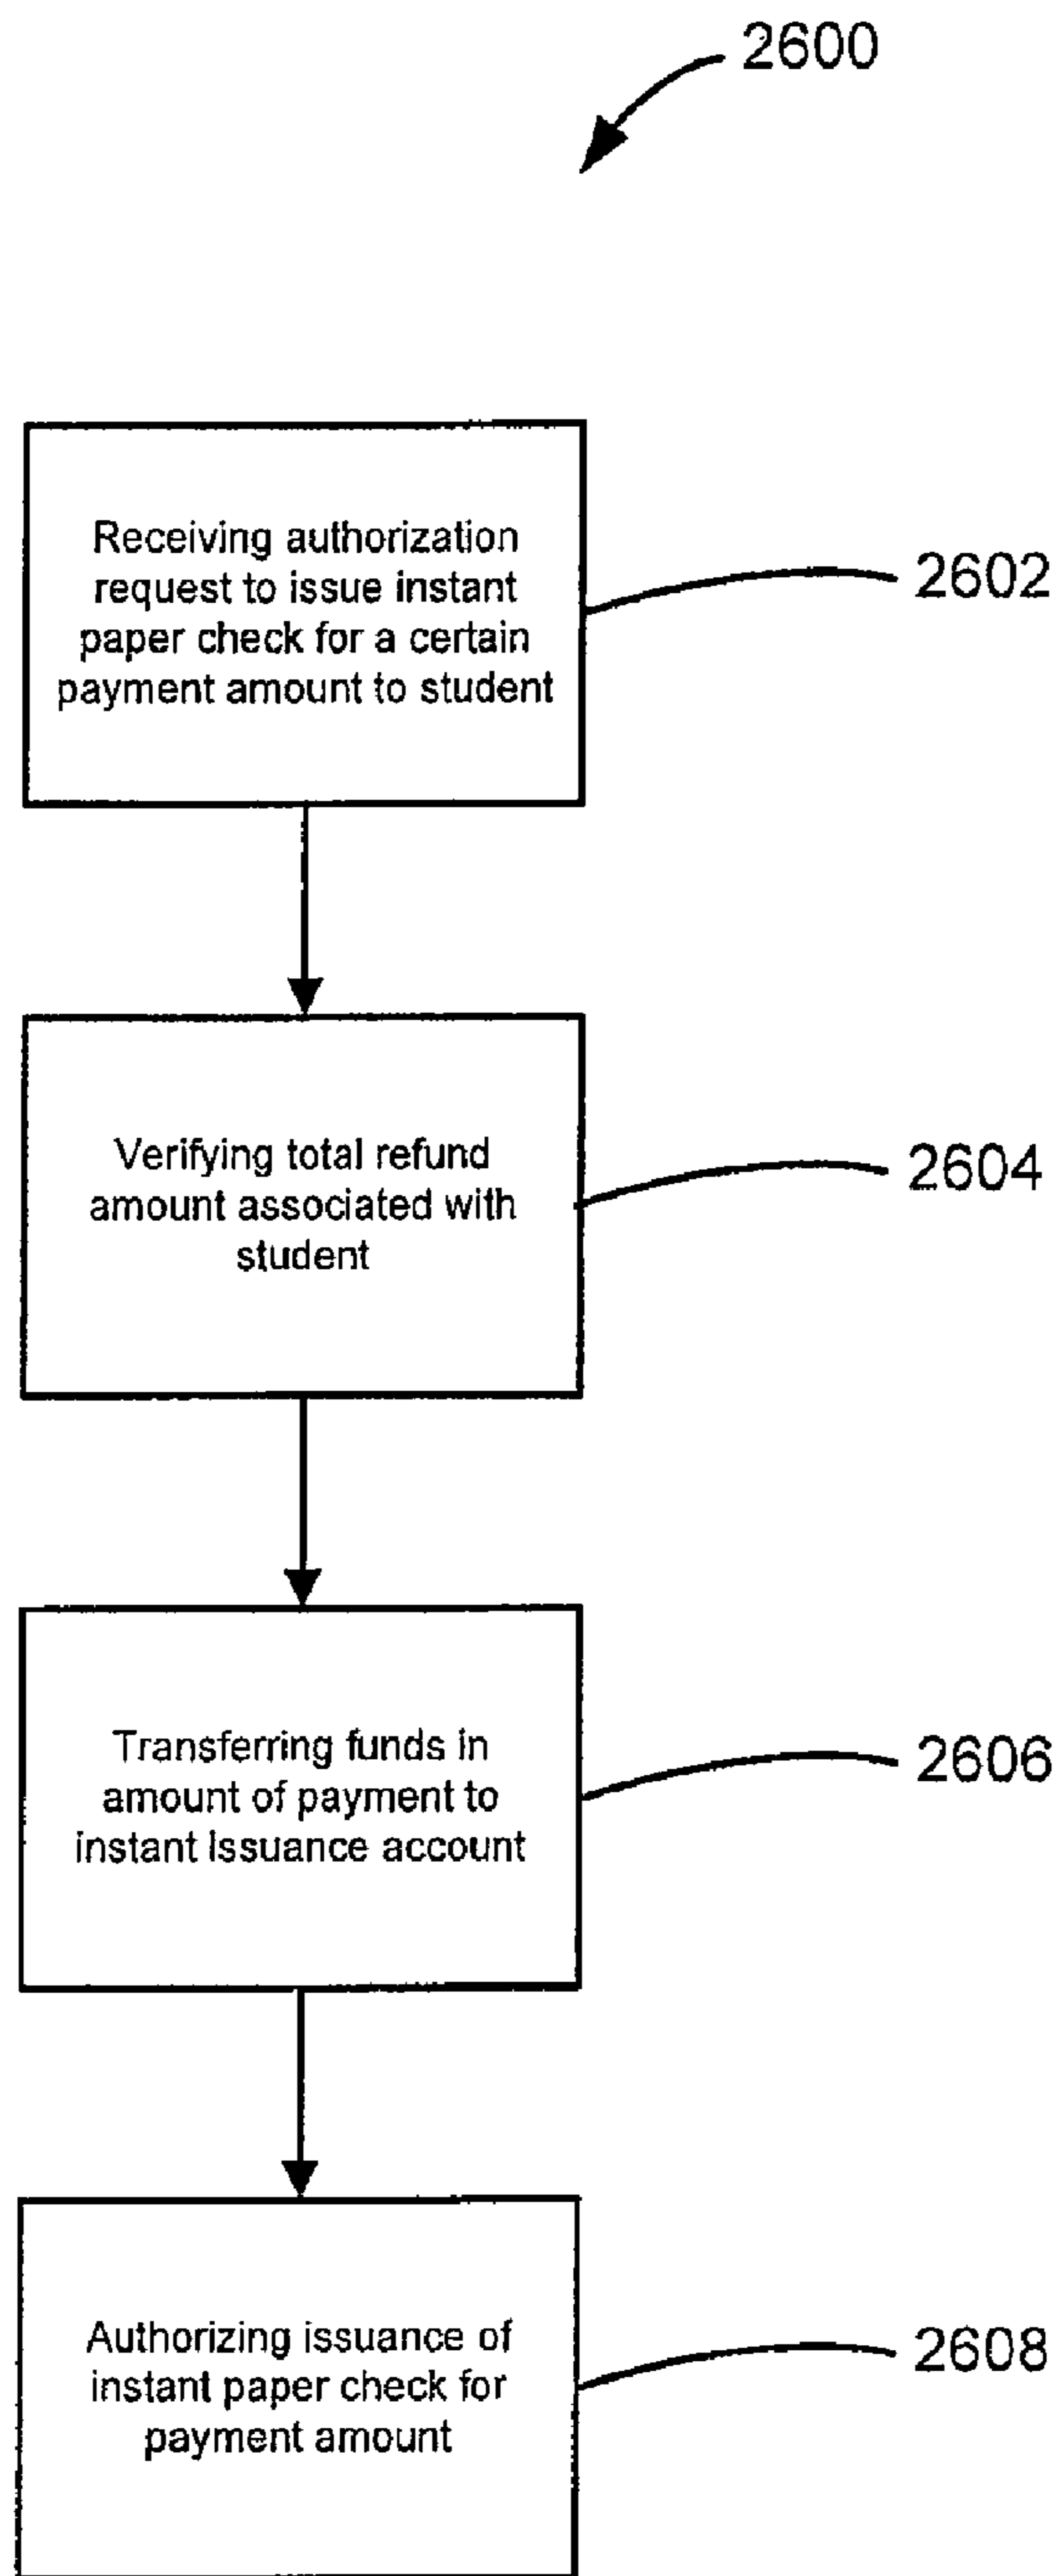 2600
Receiving authorization
request to issue instant
paper check for a certain
payment amount to student
2602
Verifying total refund
amount associated with
student
2604
Transferring funds in
amount of payment to
instant Issuance account
2606
Authorizing issuance of
instant paper check for
payment amount
2608